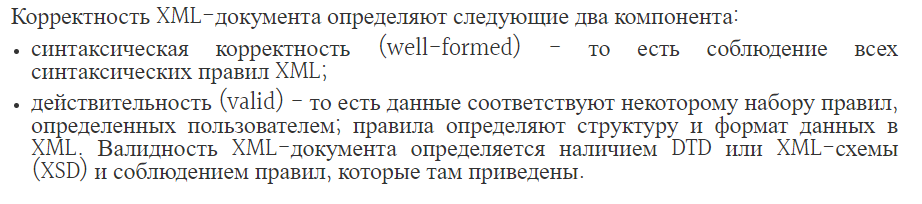 Корректность XML-документа определяют следующие два компонента:
• синтаксическая корректность (well-formed) - то есть соблюдение всех
синтаксических правил XML;
• действительность (valid) - то есть данные соответствуют некоторому набору правил,
определенных пользователем; правила определяют структуру и формат данных в
XML. Валидность XML-документа определяется наличием DTD или XML-схемы
(XSD) и соблюдением правил, которые там приведены.